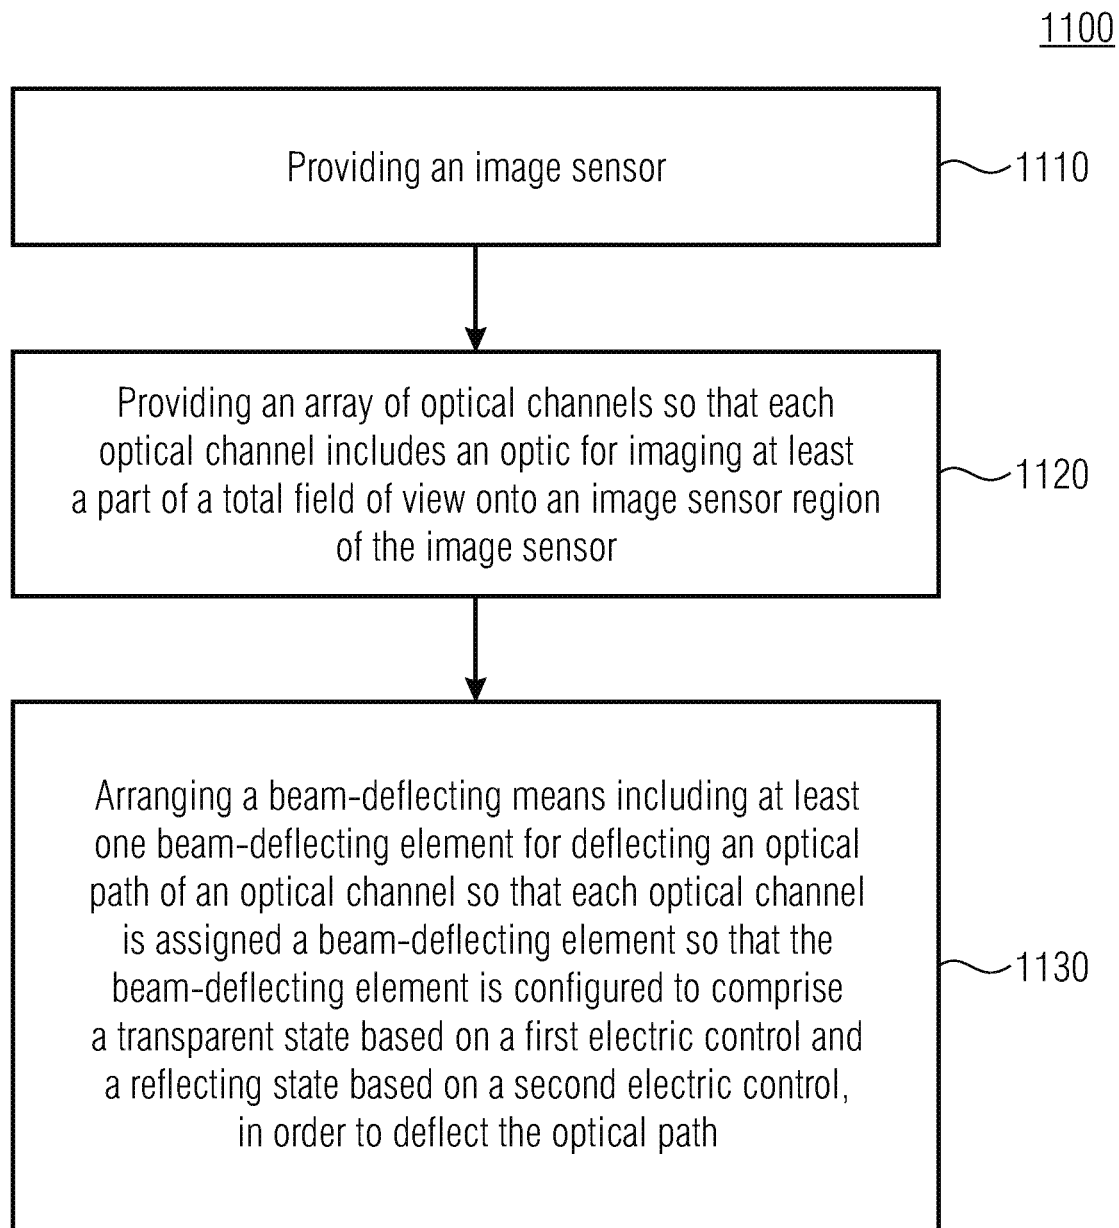 1100
Providing an image sensor
1110
Providing an array of optical channels so that each
optical channel includes an optic for imaging at least
a part of a total field of view onto an image sensor region
of the image sensor
1120
Arranging a beam-deflecting means including at least
one beam-deflecting element for deflecting an optical
path of an optical channel so that each optical channel
is assigned a beam-deflecting element so that the
beam-deflecting element is configured to comprise
a transparent state based on a first electric control and
a reflecting state based on a second electric control,
in order to deflect the optical path
1130